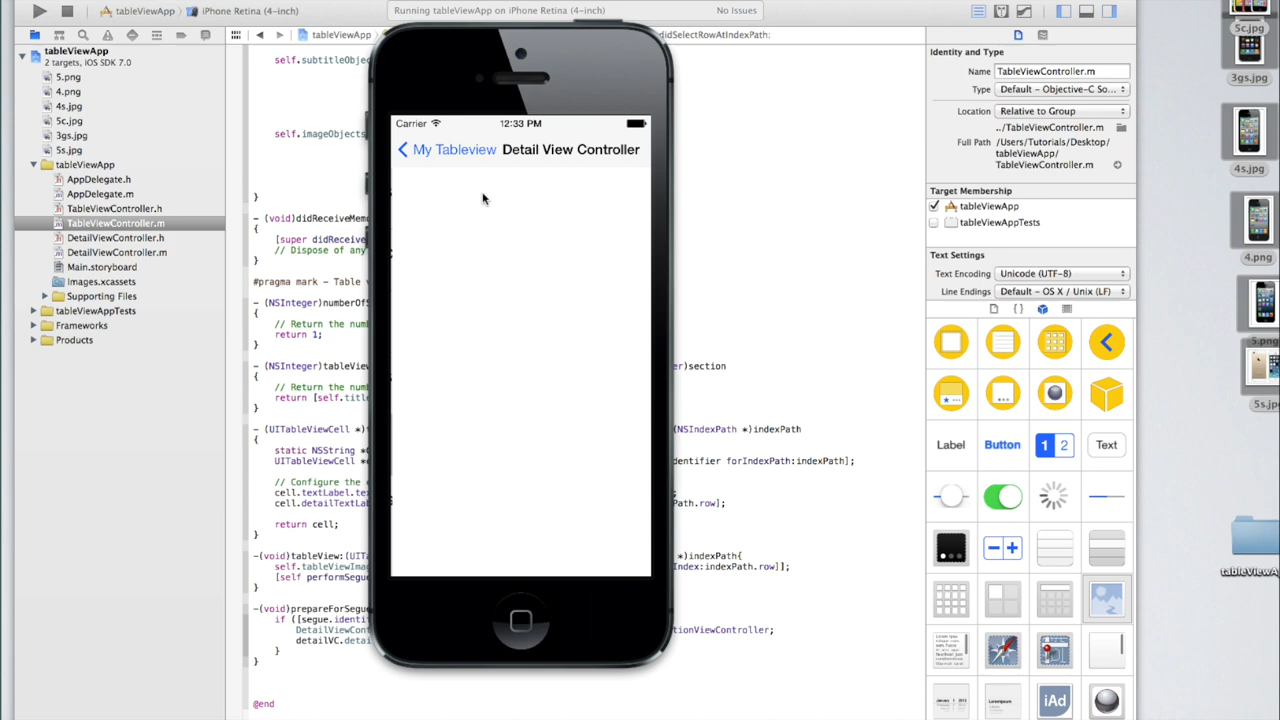 tableViewApp
iPhone Retina (4-inch)
Running tableViewApp on iPhone Retina (4-inch)
No Issues
tableViewApp
didSelectRowAtIndexPath:
tableViewApp
2 targets, iOS SDK 7.0
5.png
4.png
4s.jpg
5c.jpg
3gs.jpg
5s.jpg
tableViewApp
AppDelegate.h
AppDelegate.m
TableViewController.h
TableViewController.m
DetailViewController.h
DetailViewController.m
Main.storyboard
Images.xcassets
Supporting Files
tableViewAppTests
Frameworks
Products
self.subtitleObjec
self.imageObjects
}
- (void)didReceiveMem
{
[super didReceive
// Dispose of any
}
#pragma mark - Table v
- (NSInteger)numberOfS
{
// Return the num
return 1;
}
- (NSInteger)tableView
er)section
{
// Return the num
return [self.titl
}
- (UITableViewCell *)t
(NSIndexPath *)indexPath
{
static NSString *C
UITableViewCell *c
dentifier forIndexPath:indexPath];
// Configure the c
cell.textLabel.te
;
cell.detailTextLab
.row];
return cell;
}
-(void)tableView:(UITa
*)indexPath{
self.tableViewImag
Index:indexPath.row]];
[self performSegu
}
-(void)prepareForSegue
if ([segue.identi
DetailViewCont
tionViewController;
detailVC.detai
}
}
@end
Carrier
12:33 PM
My Tableview
Detail View Controller
Identity and Type
Name
TableViewController.m
Type
Default - Objective-C So...
Location
Relative to Group
../TableViewController.m
Full Path
/Users/Tutorials/Desktop/
tableViewApp/
TableViewController.m
Target Membership
tableViewApp
tableViewAppTests
Text Settings
Text Encoding
Unicode (UTF-8)
Line Endings
Default - OS X / Unix (LF)
Label
Button
1 2
Text
iAd
5c.jpg
3gs.jpg
4s.jpg
4.png
5.png
5s.jp
tableViewA